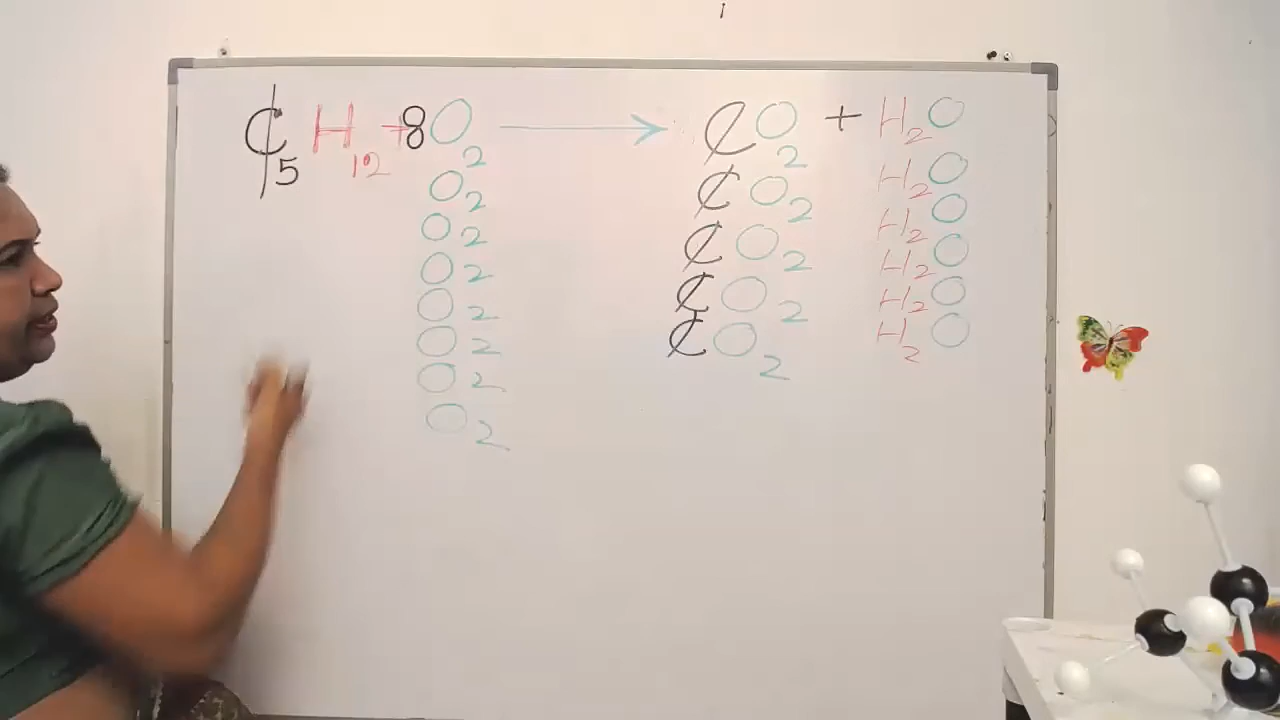 C₅H₁₂ + 8O₂ → CO₂ + H₂O
O₂ CO₂ H₂O
O₂ CO₂ H₂O
O₂ CO₂ H₂O
O₂ CO₂ H₂O
O₂ H₂O
O₂
O₂